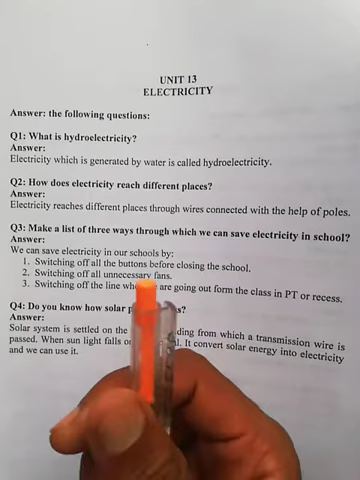 UNIT 13
ELECTRICITY
Answer: the following questions:
Q1: What is hydroelectricity?
Answer:
Electricity which is generated by water is called hydroelectricity.
Q2: How does electricity reach different places?
Answer:
Electricity reaches different places through wires connected with the help of poles.
Q3: Make a list of three ways through which we can save electricity in school?
Answer:
We can save electricity in our schools by:
1. Switching off all the buttons before closing the school.
2. Switching off all unnecessary fans.
3. Switching off the line are going out form the class in PT or recess.
Q4: Do you know how solar
Answer:
Solar system is settled on the from which a transmission wire is
passed. When sun light falls It convert solar energy into electricity
and we can use it.